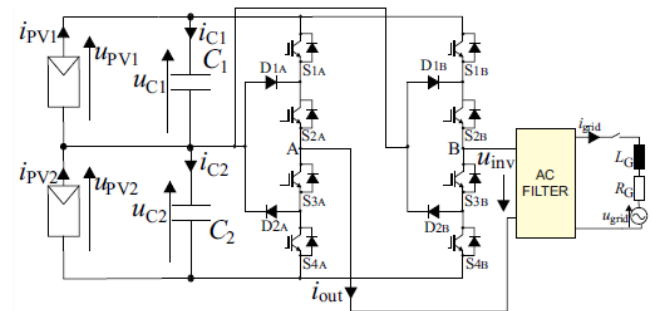 iPV1
uPV1
iC1
uC1
C1
D1A
S1A
S2A
A
D1B
S1B
S2B
B
iPV2
uPV2
iC2
uC2
C2
D2A
S3A
S4A
D2B
S3B
S4B
iout
uinv
AC
FILTER
igrid
LG
RG
ugrid